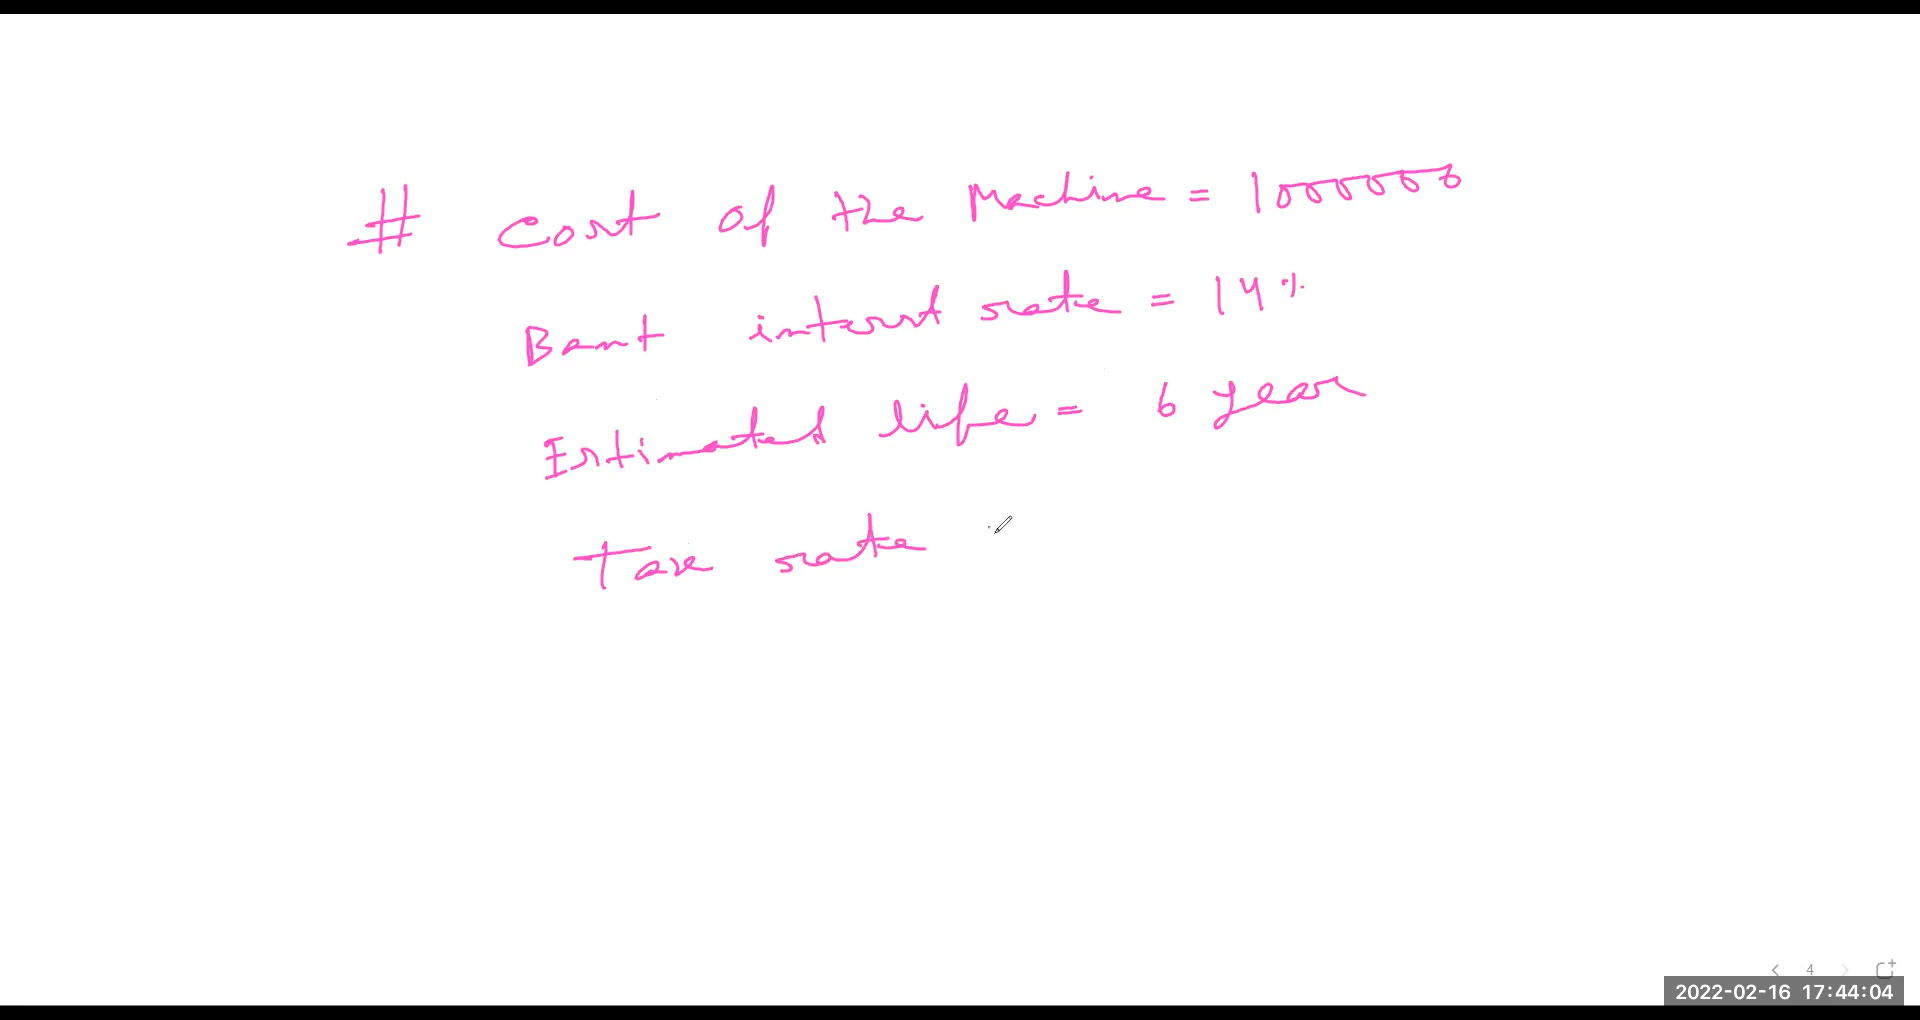 # Cost of the Machine = 1000000
Bank interest rate = 14%
Estimated life = 6 year
Tax rate
4
2022-02-16 17:44:04